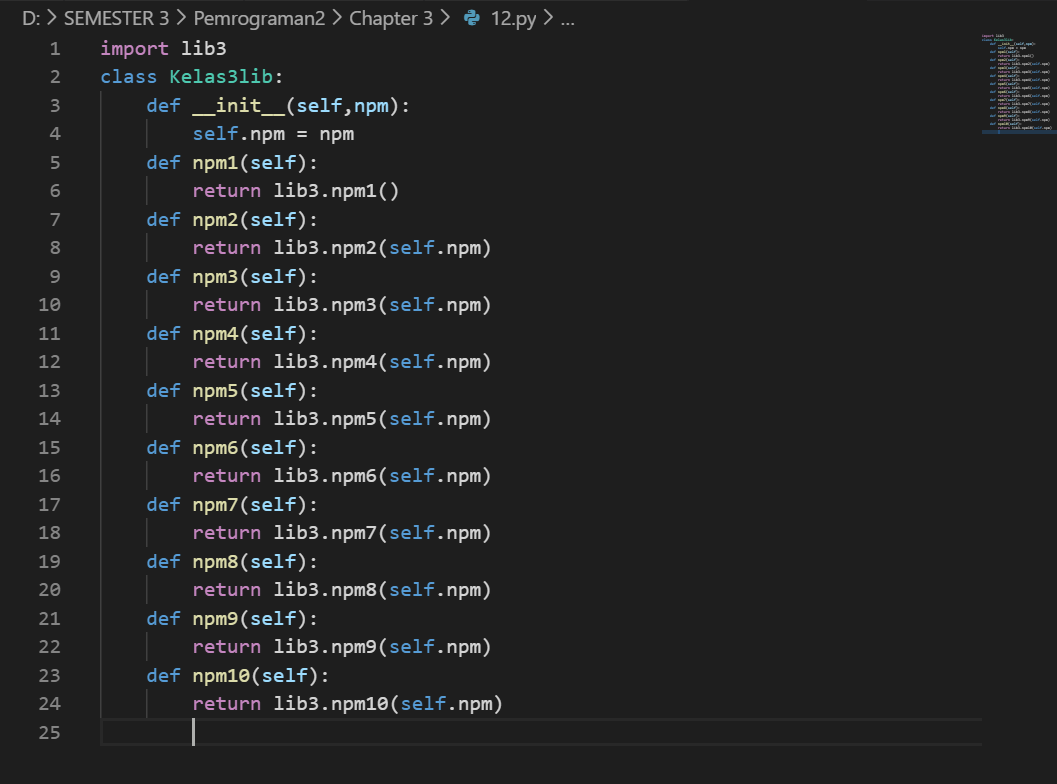 D: > SEMESTER 3 > Pemrograman2 > Chapter 3 > 12.py > ...
1 import lib3
2 class Kelas3lib:
3     def __init__(self,npm):
4         self.npm = npm
5     def npm1(self):
6         return lib3.npm1()
7     def npm2(self):
8         return lib3.npm2(self.npm)
9     def npm3(self):
10         return lib3.npm3(self.npm)
11     def npm4(self):
12         return lib3.npm4(self.npm)
13     def npm5(self):
14         return lib3.npm5(self.npm)
15     def npm6(self):
16         return lib3.npm6(self.npm)
17     def npm7(self):
18         return lib3.npm7(self.npm)
19     def npm8(self):
20         return lib3.npm8(self.npm)
21     def npm9(self):
22         return lib3.npm9(self.npm)
23     def npm10(self):
24         return lib3.npm10(self.npm)
25